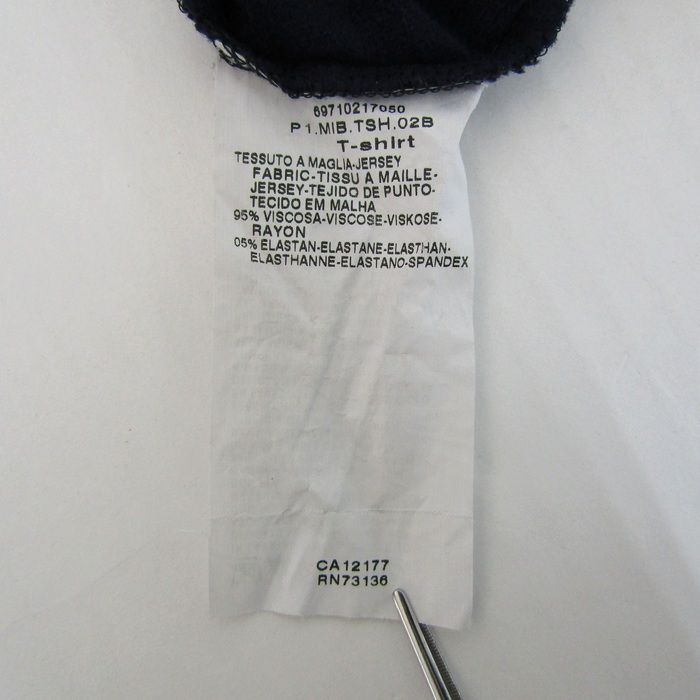 69710217050
P1.MIB.TSH.02B
T-shirt
TESSUTO A MAGLIA-JERSEY
FABRIC-TISSU A MAILLE-
JERSEY-TEJIDO DE PUNTO-
TECIDO EM MALHA
95% VISCOSA-VISCOSE-VISKOSE-
RAYON
05% ELASTAN-ELASTANE-ELASTHAN-
ELASTHANNE-ELASTANO-SPANDEX
CA12177
RN73136